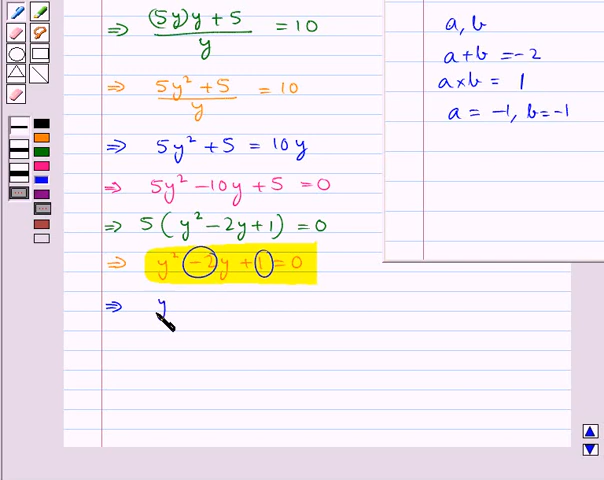 ⇒ (5y)y + 5 / y = 10
⇒ 5y² + 5 / y = 10
⇒ 5y² + 5 = 10y
⇒ 5y² - 10y + 5 = 0
⇒ 5 (y² - 2y + 1) = 0
⇒ y² - 2y + 1 = 0
⇒ y
a, b
a + b = -2
a × b = 1
a = -1, b = -1